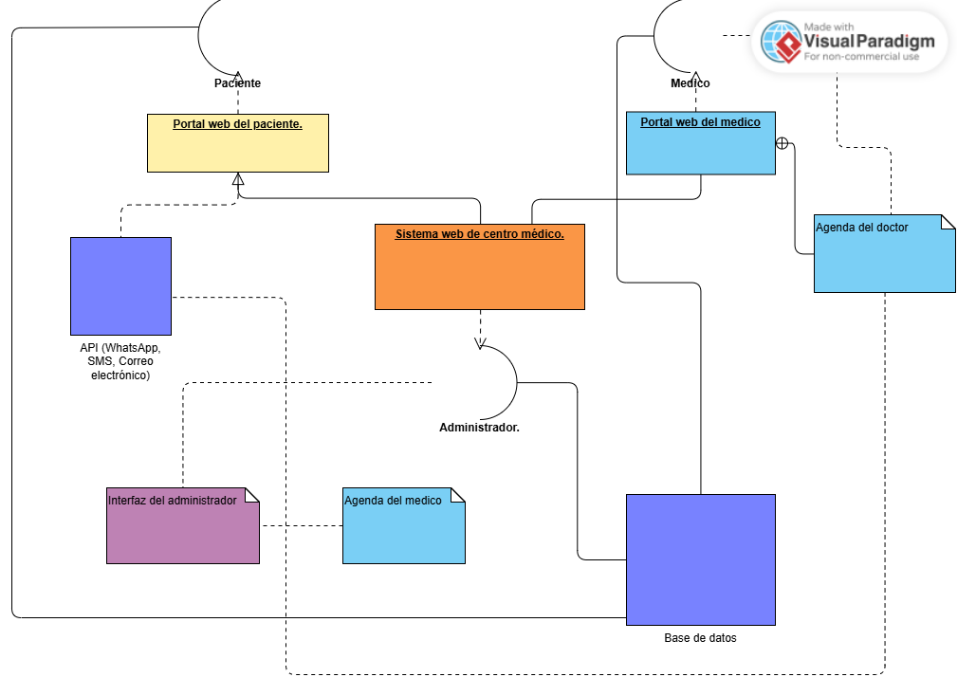 Made with
Visual Paradigm
For non-commercial use
Paciente
Medico
Portal web del paciente.
Portal web del medico
Agenda del doctor
Sistema web de centro médico.
API (WhatsApp,
SMS, Correo
electrónico)
Administrador.
Interfaz del administrador
Agenda del medico
Base de datos